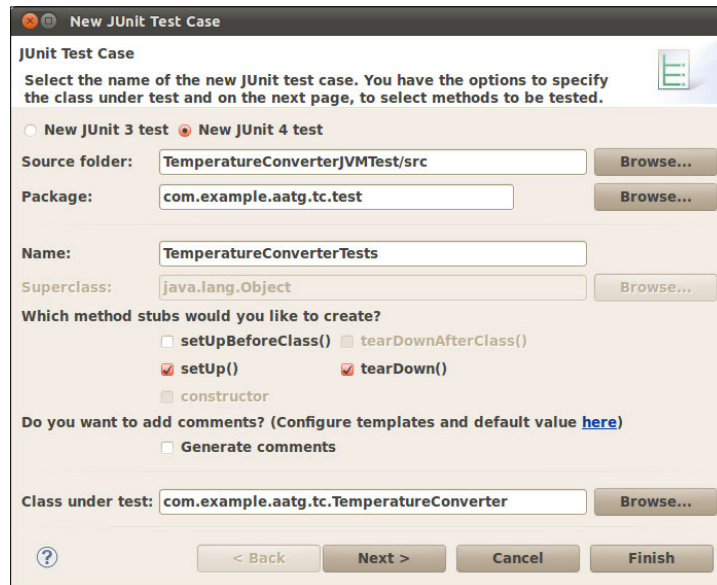 New JUnit Test Case
JUnit Test Case
Select the name of the new JUnit test case. You have the options to specify
the class under test and on the next page, to select methods to be tested.
New JUnit 3 test New JUnit 4 test
Source folder: TemperatureConverterJVMTest/src Browse...
Package: com.example.aatg.tc.test Browse...
Name: TemperatureConverterTests
Superclass: java.lang.Object Browse...
Which method stubs would you like to create?
setUpBeforeClass() tearDownAfterClass()
setUp() tearDown()
constructor
Do you want to add comments? (Configure templates and default value here)
Generate comments
Class under test: com.example.aatg.tc.TemperatureConverter Browse...
? < Back Next > Cancel Finish